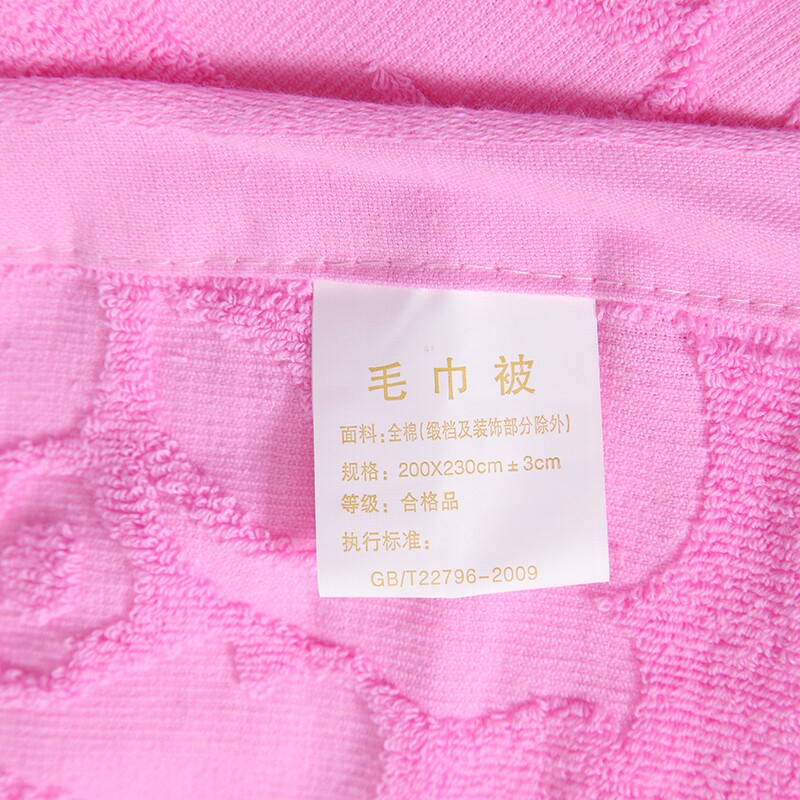 毛巾被
面料:全棉(缎档及装饰部分除外)
规格: 200X230cm ± 3cm
等级: 合格品
执行标准:
GB/T22796-2009